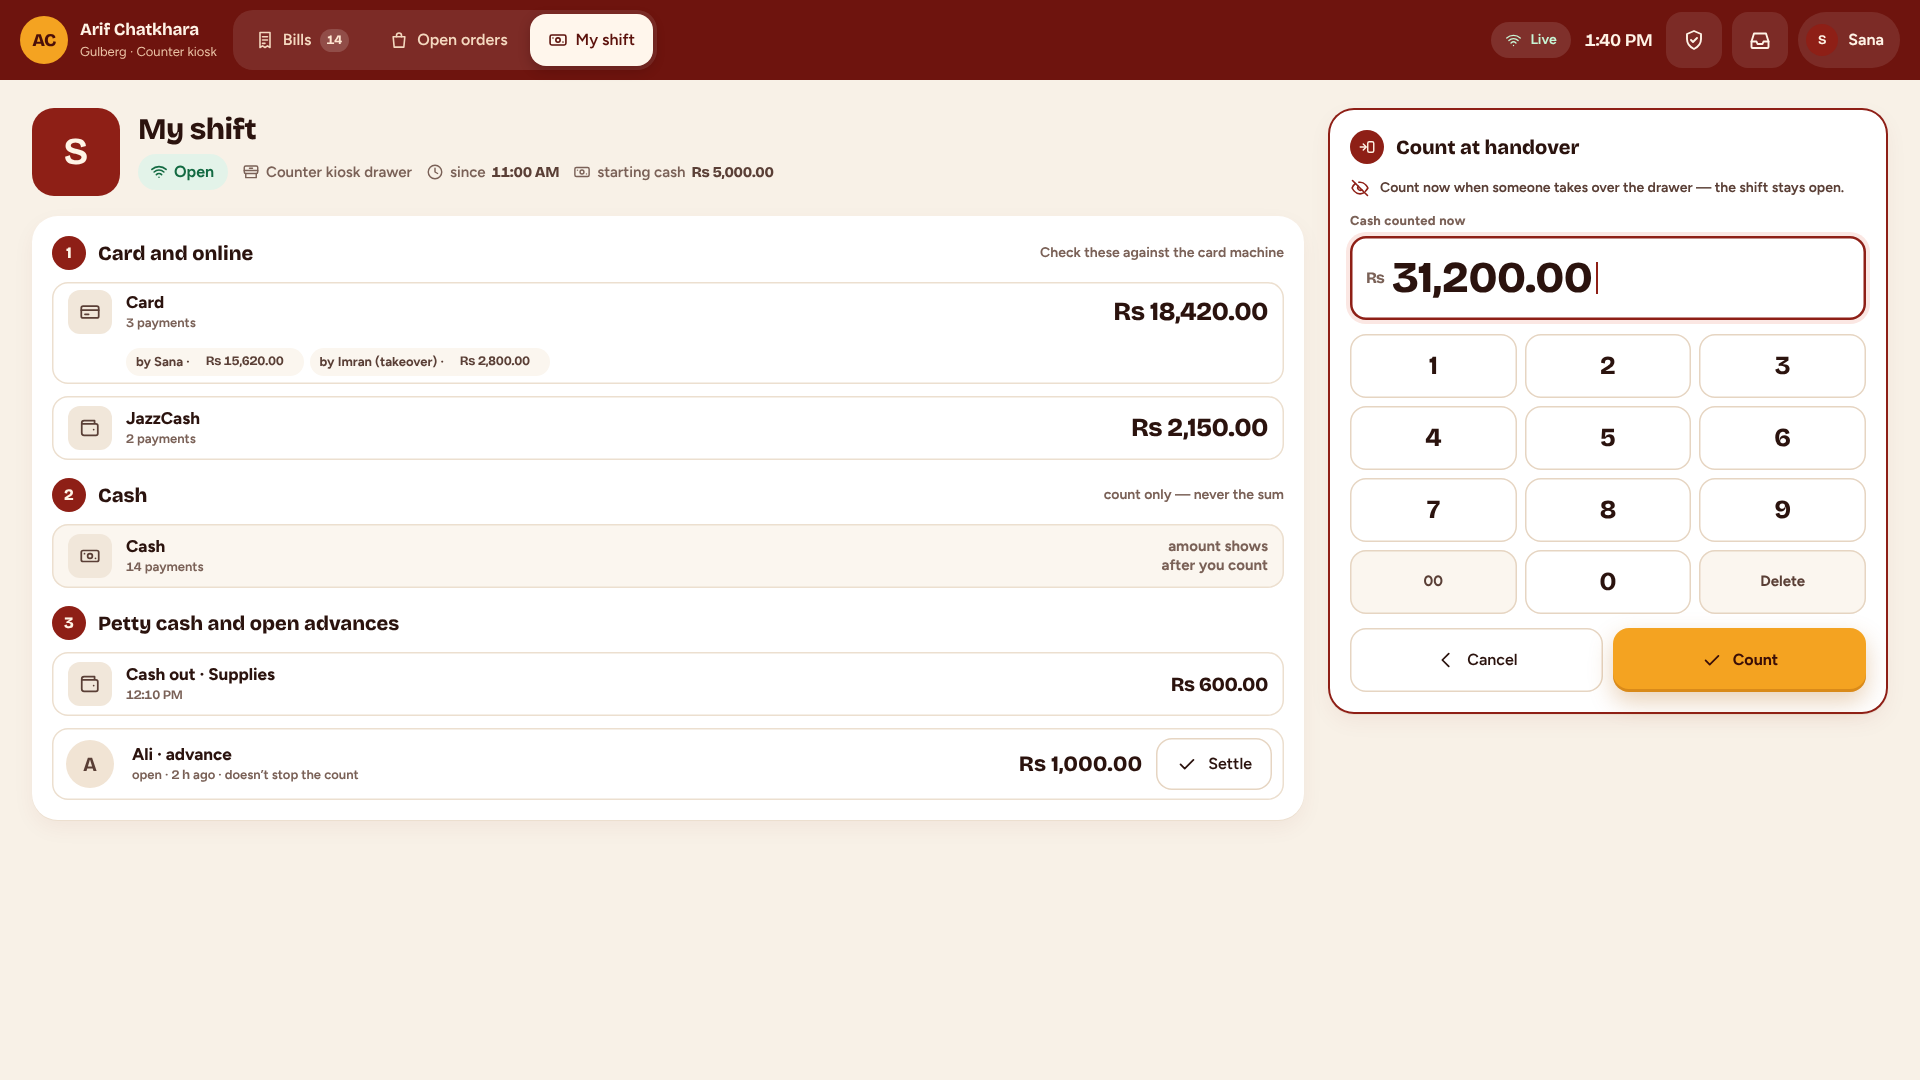 AC
Arif Chatkhara
Gulberg · Counter kiosk
Bills 14
Open orders
My shift
Live
1:40 PM
S
Sana
S
My shift
Open
Counter kiosk drawer
since 11:00 AM
starting cash Rs 5,000.00
1 Card and online
Check these against the card machine
Card
3 payments
Rs 18,420.00
by Sana · Rs 15,620.00
by Imran (takeover) · Rs 2,800.00
JazzCash
2 payments
Rs 2,150.00
2 Cash
count only — never the sum
Cash
14 payments
amount shows
after you count
3 Petty cash and open advances
Cash out · Supplies
12:10 PM
Rs 600.00
A
Ali · advance
open · 2 h ago · doesn't stop the count
Rs 1,000.00
Settle
Count at handover
Count now when someone takes over the drawer — the shift stays open.
Cash counted now
Rs 31,200.00
1 2 3
4 5 6
7 8 9
00 0 Delete
Cancel
Count